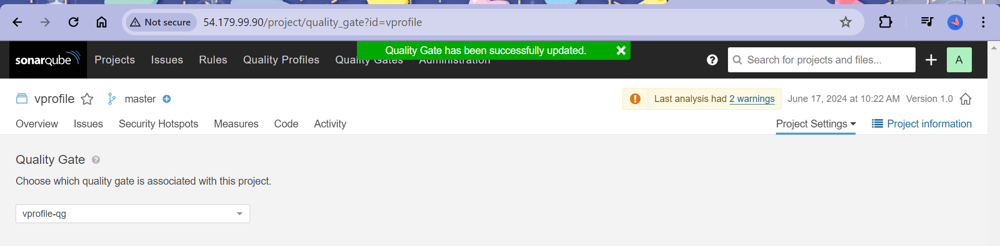 Not secure 54.179.99.90/project/quality_gate?id=vprofile
Quality Gate has been successfully updated.
sonarqube Projects Issues Rules Quality Profiles Quality Gates Administration Search for projects and files... A
vprofile master Last analysis had 2 warnings June 17, 2024 at 10:22 AM Version 1.0
Overview Issues Security Hotspots Measures Code Activity Project Settings Project information
Quality Gate
Choose which quality gate is associated with this project.
vprofile-qg